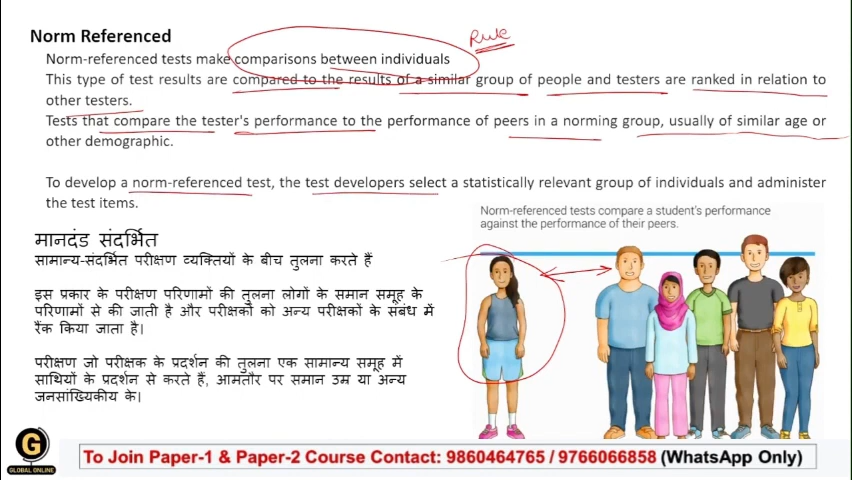 Norm Referenced
Rule
Norm-referenced tests make comparisons between individuals
This type of test results are compared to the results of a similar group of people and testers are ranked in relation to
other testers.
Tests that compare the tester's performance to the performance of peers in a norming group, usually of similar age or
other demographic.
To develop a norm-referenced test, the test developers select a statistically relevant group of individuals and administer
the test items.
मानदंड संदर्भित
सामान्य-संदर्भित परीक्षण व्यक्तियों के बीच तुलना करते हैं
इस प्रकार के परीक्षण परिणामों की तुलना लोगों के समान समूह के
परिणामों से की जाती है और परीक्षकों को अन्य परीक्षकों के संबंध में
रैंक किया जाता है।
परीक्षण जो परीक्षक के प्रदर्शन की तुलना एक सामान्य समूह में
साथियों के प्रदर्शन से करते हैं, आमतौर पर समान उम्र या अन्य
जनसांख्यिकीय के।
Norm-referenced tests compare a student's performance
against the performance of their peers.
G
GLOBAL ONLINE
To Join Paper-1 & Paper-2 Course Contact: 9860464765 / 9766066858 (WhatsApp Only)